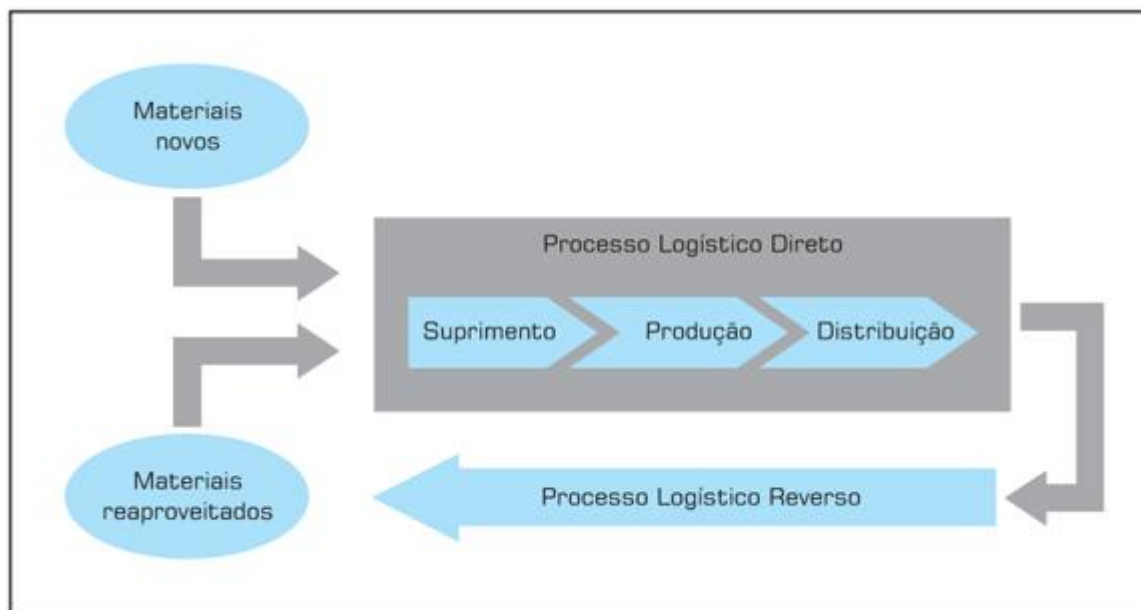 Materiais
novos
Processo Logístico Direto
Suprimento
Produção
Distribuição
Materiais
reaproveitados
Processo Logístico Reverso